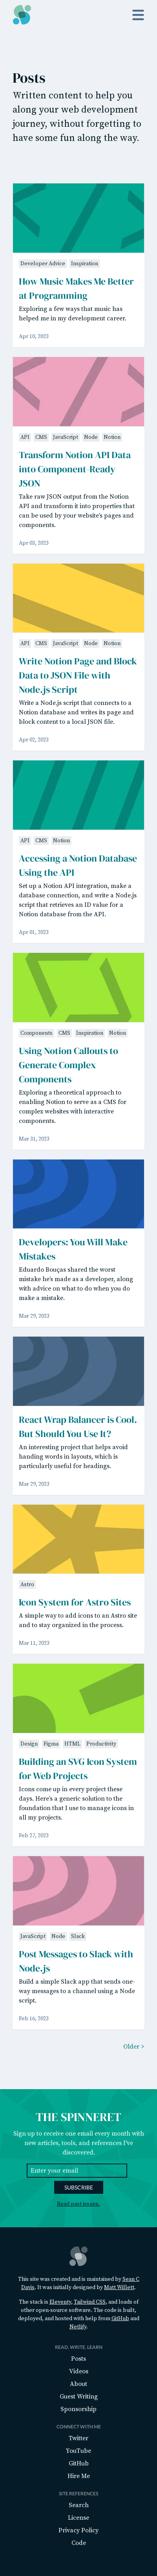 Posts
Written content to help you
along your web development
journey, without forgetting to
have some fun along the way.
Developer Advice Inspiration
How Music Makes Me Better
at Programming
Exploring a few ways that music has
helped me in my development career.
Apr 10, 2023
API CMS JavaScript Node Notion
Transform Notion API Data
into Component-Ready
JSON
Take raw JSON output from the Notion
API and transform it into properties that
can be used by your website's pages and
components.
Apr 03, 2023
API CMS JavaScript Node Notion
Write Notion Page and Block
Data to JSON File with
Node.js Script
Write a Node.js script that connects to a
Notion database and writes its page and
block content to a local JSON file.
Apr 02, 2023
API CMS Notion
Accessing a Notion Database
Using the API
Set up a Notion API integration, make a
database connection, and write a Node.js
script that retrieves an ID value for a
Notion database from the API.
Apr 01, 2023
Components CMS Inspiration Notion
Using Notion Callouts to
Generate Complex
Components
Exploring a theoretical approach to
enabling Notion to serve as a CMS for
complex websites with interactive
components.
Mar 31, 2023
Developers: You Will Make
Mistakes
Eduardo Bouças shared the worst
mistake he's made as a developer, along
with advice on what to do when you do
make a mistake.
Mar 29, 2023
React Wrap Balancer is Cool.
But Should You Use It?
An interesting project that helps avoid
handing words in layouts, which is
particularly useful for headings.
Mar 29, 2023
Astro
Icon System for Astro Sites
A simple way to add icons to an Astro site
and to stay organized in the process.
Mar 11, 2023
Design Figma HTML Productivity
Building an SVG Icon System
for Web Projects
Icons come up in every project these
days. Here's a generic solution to the
foundation that I use to manage icons in
all my projects.
Feb 27, 2023
JavaScript Node Slack
Post Messages to Slack with
Node.js
Build a simple Slack app that sends one-
way messages to a channel using a Node
script.
Feb 16, 2023
Older >
THE SPINNERET
Sign up to receive one email every month with
new articles, tools, and references I've
discovered.
Enter your email
SUBSCRIBE
Read past issues.
This site was created and is maintained by Sean C
Davis. It was initially designed by Matt Willett.
The stack is Eleventy, Tailwind CSS, and loads of
other open-source software. The code is built,
deployed, and hosted with help from GitHub and
Netlify.
READ, WRITE, LEARN
Posts
Videos
About
Guest Writing
Sponsorship
CONNECT WITH ME
Twitter
YouTube
GitHub
Hire Me
SITE REFERENCES
Search
License
Privacy Policy
Code